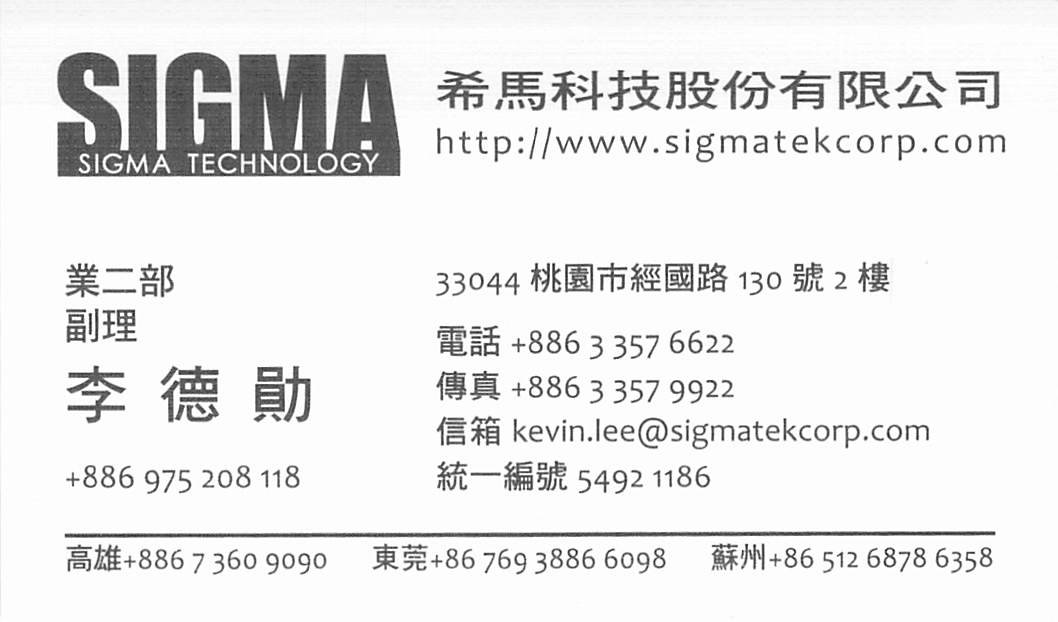 SIGMA
SIGMA TECHNOLOGY
希馬科技股份有限公司
http://www.sigmatekcorp.com
業二部
副理
李德勛
+886 975 208 118
33044 桃園市經國路 130 號 2 樓
電話 +886 3 357 6622
傳真 +886 3 357 9922
信箱 kevin.lee@sigmatekcorp.com
統一編號 5492 1186
高雄+886 7 360 9090 東莞+86 769 3886 6098 蘇州+86 512 6878 6358